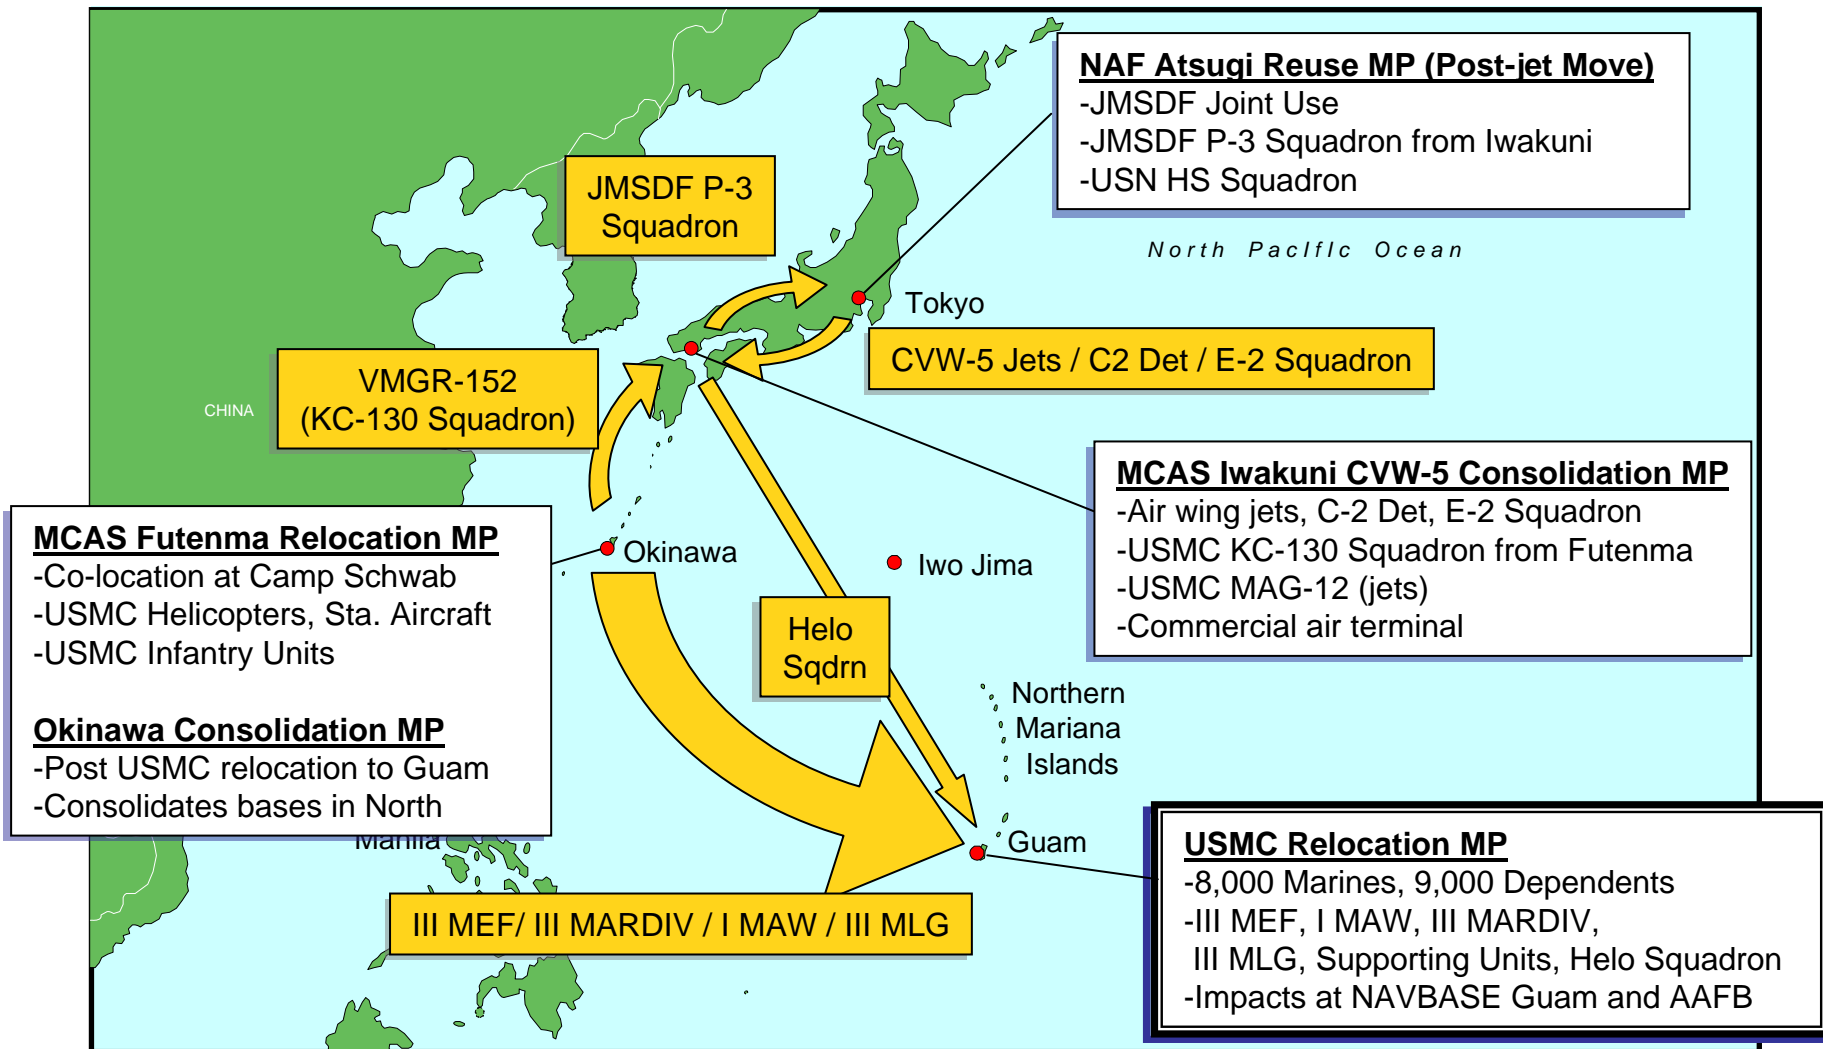 NAF Atsugi Reuse MP (Post-jet Move)
-JMSDF Joint Use
-JMSDF P-3 Squadron from Iwakuni
-USN HS Squadron
JMSDF P-3
Squadron
North PacIfIc Ocean
Tokyo
CVW-5 Jets / C2 Det / E-2 Squadron
VMGR-152
(KC-130 Squadron)
CHINA
MCAS Iwakuni CVW-5 Consolidation MP
-Air wing jets, C-2 Det, E-2 Squadron
-USMC KC-130 Squadron from Futenma
-USMC MAG-12 (jets)
-Commercial air terminal
MCAS Futenma Relocation MP
-Co-location at Camp Schwab
-USMC Helicopters, Sta. Aircraft
-USMC Infantry Units
Okinawa Consolidation MP
-Post USMC relocation to Guam
-Consolidates bases in North
Okinawa
Iwo Jima
Helo
Sqdrn
Northern
Mariana
Islands
Manila
Guam
USMC Relocation MP
-8,000 Marines, 9,000 Dependents
-III MEF, I MAW, III MARDIV,
III MLG, Supporting Units, Helo Squadron
-Impacts at NAVBASE Guam and AAFB
III MEF/ III MARDIV / I MAW / III MLG